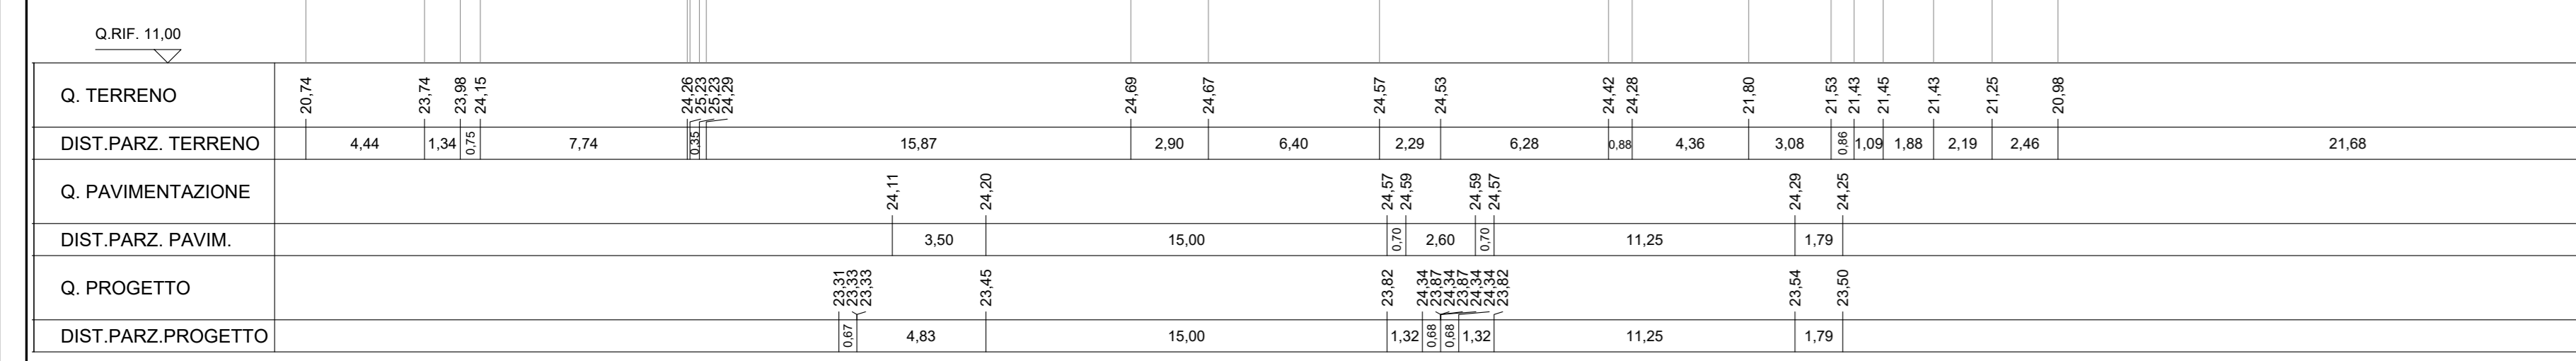 Q.RIF. 11,00
Q. TERRENO 20,74 23,74 23,98 24,15 24,26 25,23 25,23 24,29 24,69 24,67 24,57 24,53 24,42 24,28 21,80 21,53 21,43 21,45 21,43 21,25 20,98
DIST.PARZ. TERRENO 4,44 1,34 0,75 7,74 0,35 15,87 2,90 6,40 2,29 6,28 0,88 4,36 3,08 0,86 1,09 1,88 2,19 2,46 21,68
Q. PAVIMENTAZIONE 24,11 24,20 24,57 24,59 24,59 24,57 24,29 24,25
DIST.PARZ. PAVIM. 3,50 15,00 0,70 2,60 0,70 11,25 1,79
Q. PROGETTO 23,31 23,33 23,33 23,45 23,82 24,34 23,87 24,34 23,87 24,34 24,34 23,82 23,54 23,50
DIST.PARZ.PROGETTO 0,67 4,83 15,00 1,32 0,68 0,68 1,32 11,25 1,79